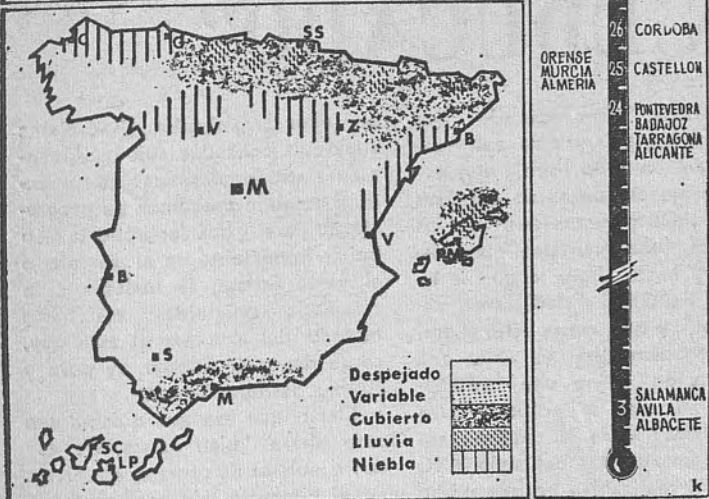 C
G
SS
V
Z
B
M
V
PM
B
S
M
SC
LP
Despejado
Variable
Cubierto
Lluvia
Niebla
26 CORDOBA
ORENSE
MURCIA
ALMERIA
25 CASTELLON
24 PONTEVEDRA
BADAJOZ
TARRAGONA
ALICANTE
3 SALAMANCA
AVILA
ALBACETE
k